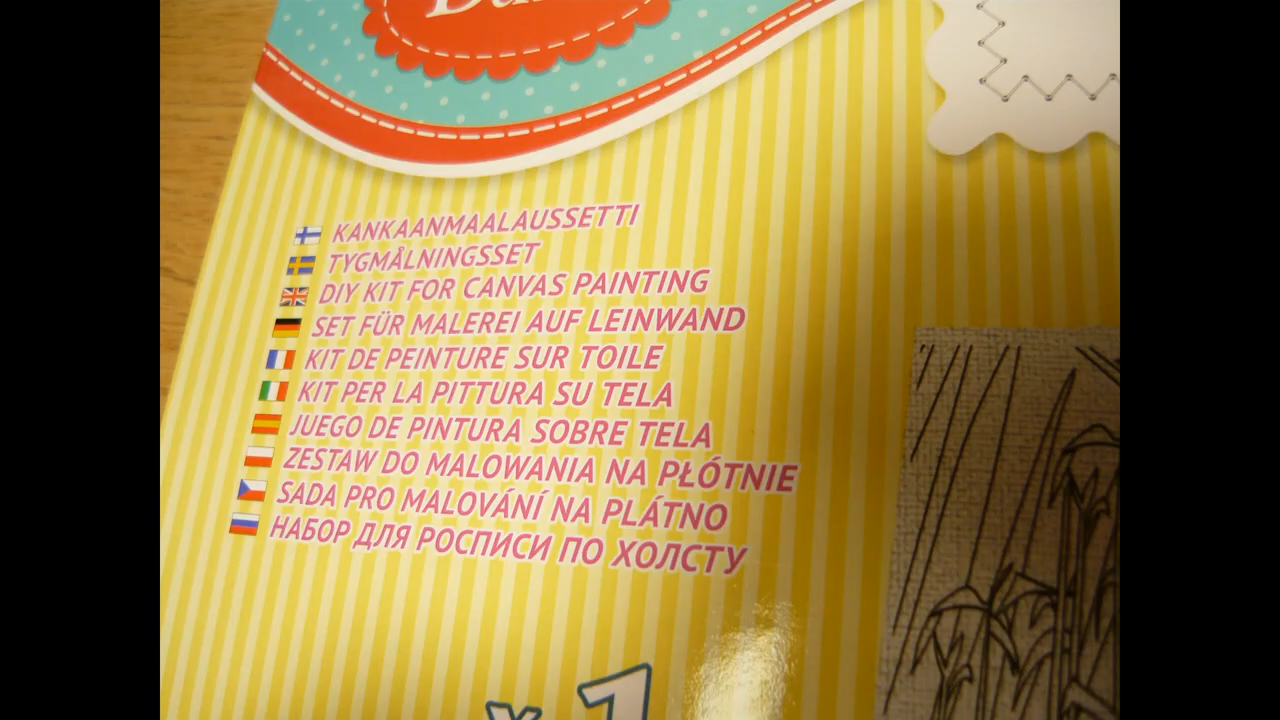 KANKAANMAALAUSSETTI
TYGMÅLNINGSSET
DIY KIT FOR CANVAS PAINTING
SET FÜR MALEREI AUF LEINWAND
KIT DE PEINTURE SUR TOILE
KIT PER LA PITTURA SU TELA
JUEGO DE PINTURA SOBRE TELA
ZESTAW DO MALOWANIA NA PŁÓTNIE
SADA PRO MALOVÁNÍ NA PLÁTNO
НАБОР ДЛЯ РОСПИСИ ПО ХОЛСТУ
x 1